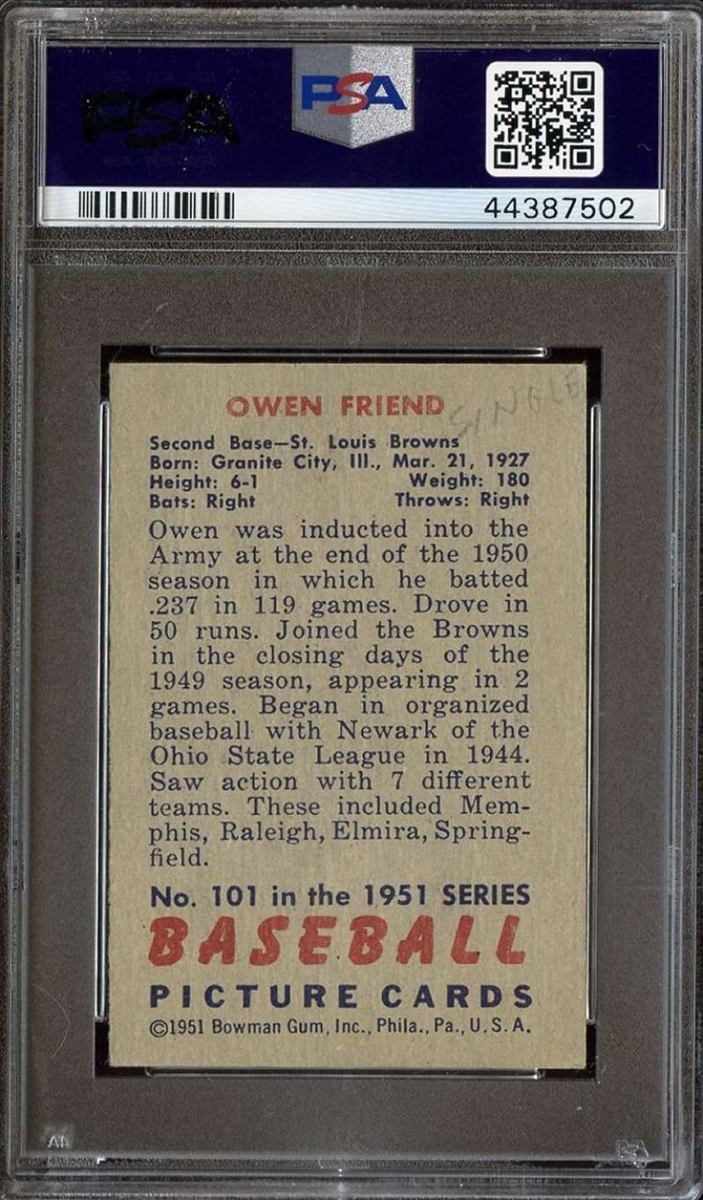 PSA
PSA
44387502
OWEN FRIEND
SINGLE
Second Base—St. Louis Browns
Born: Granite City, Ill., Mar. 21, 1927
Height: 6-1 Weight: 180
Bats: Right Throws: Right
Owen was inducted into the
Army at the end of the 1950
season in which he batted
.237 in 119 games. Drove in
50 runs. Joined the Browns
in the closing days of the
1949 season, appearing in 2
games. Began in organized
baseball with Newark of the
Ohio State League in 1944.
Saw action with 7 different
teams. These included Mem-
phis, Raleigh, Elmira, Spring-
field.
No. 101 in the 1951 SERIES
BASEBALL
PICTURE CARDS
©1951 Bowman Gum, Inc., Phila., Pa., U.S.A.